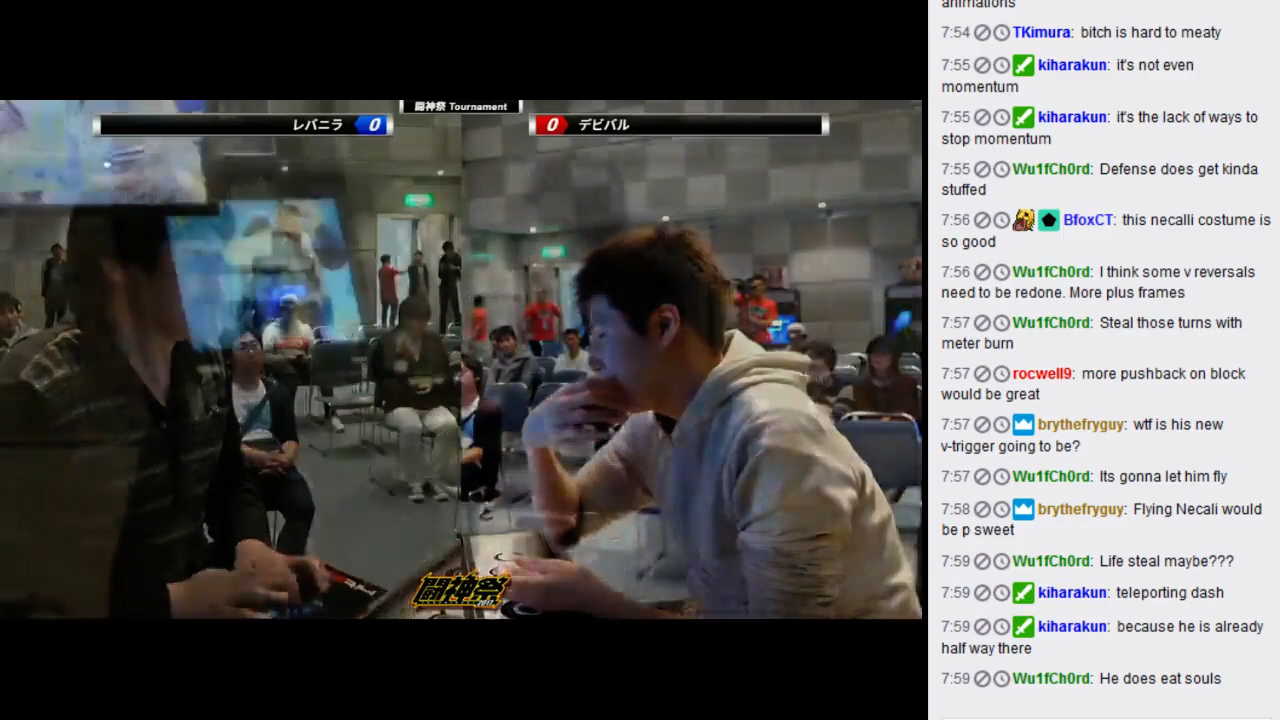 闘神祭 Tournament
レバニラ 0
0 デビバル
闘神祭
2017
animations
7:54 TKimura: bitch is hard to meaty
7:55 kiharakun: it's not even
momentum
7:55 kiharakun: it's the lack of ways to
stop momentum
7:55 Wu1fCh0rd: Defense does get kinda
stuffed
7:56 BfoxCT: this necalli costume is
so good
7:56 Wu1fCh0rd: I think some v reversals
need to be redone. More plus frames
7:57 Wu1fCh0rd: Steal those turns with
meter burn
7:57 rocwell9: more pushback on block
would be great
7:57 brythefryguy: wtf is his new
v-trigger going to be?
7:57 Wu1fCh0rd: Its gonna let him fly
7:58 brythefryguy: Flying Necali would
be p sweet
7:59 Wu1fCh0rd: Life steal maybe???
7:59 kiharakun: teleporting dash
7:59 kiharakun: because he is already
half way there
7:59 Wu1fCh0rd: He does eat souls